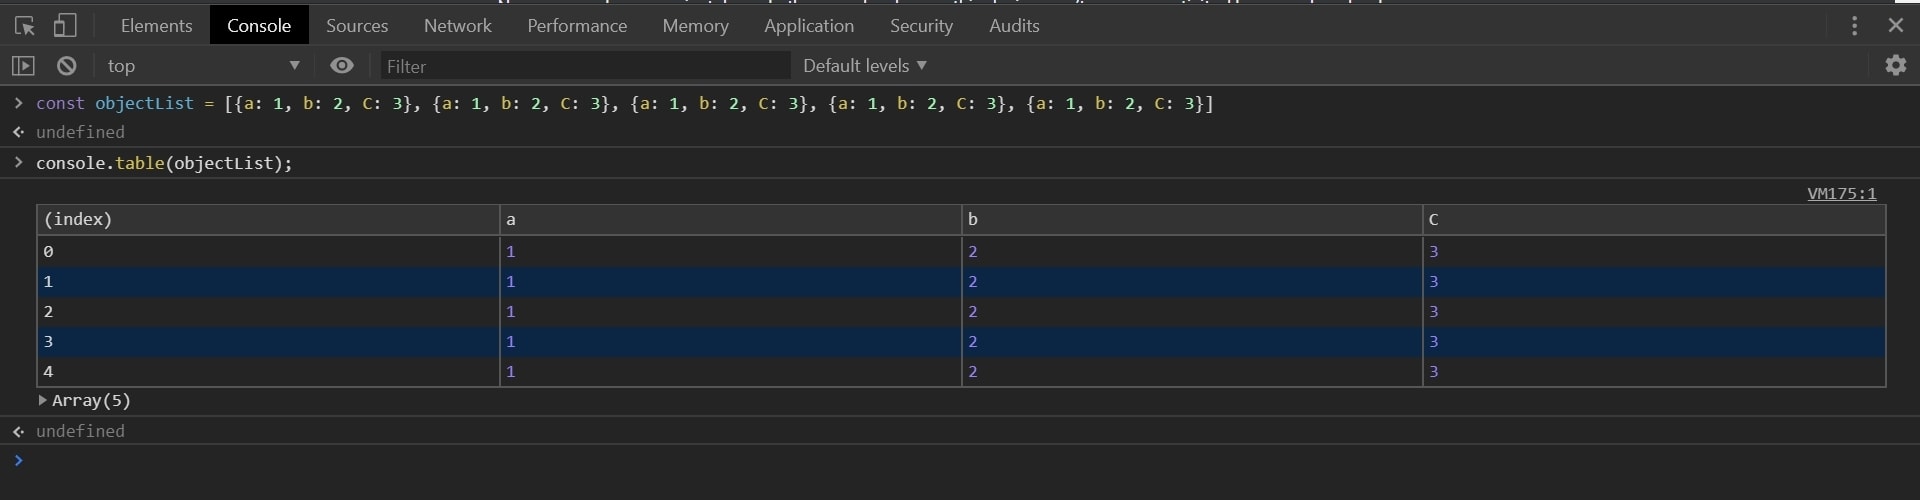 Elements Console Sources Network Performance Memory Application Security Audits
top Filter Default levels
> const objectList = [{a: 1, b: 2, C: 3}, {a: 1, b: 2, C: 3}, {a: 1, b: 2, C: 3}, {a: 1, b: 2, C: 3}, {a: 1, b: 2, C: 3}]
undefined
> console.table(objectList);
VM175:1
(index) a b C
0 1 2 3
1 1 2 3
2 1 2 3
3 1 2 3
4 1 2 3
Array(5)
undefined
>